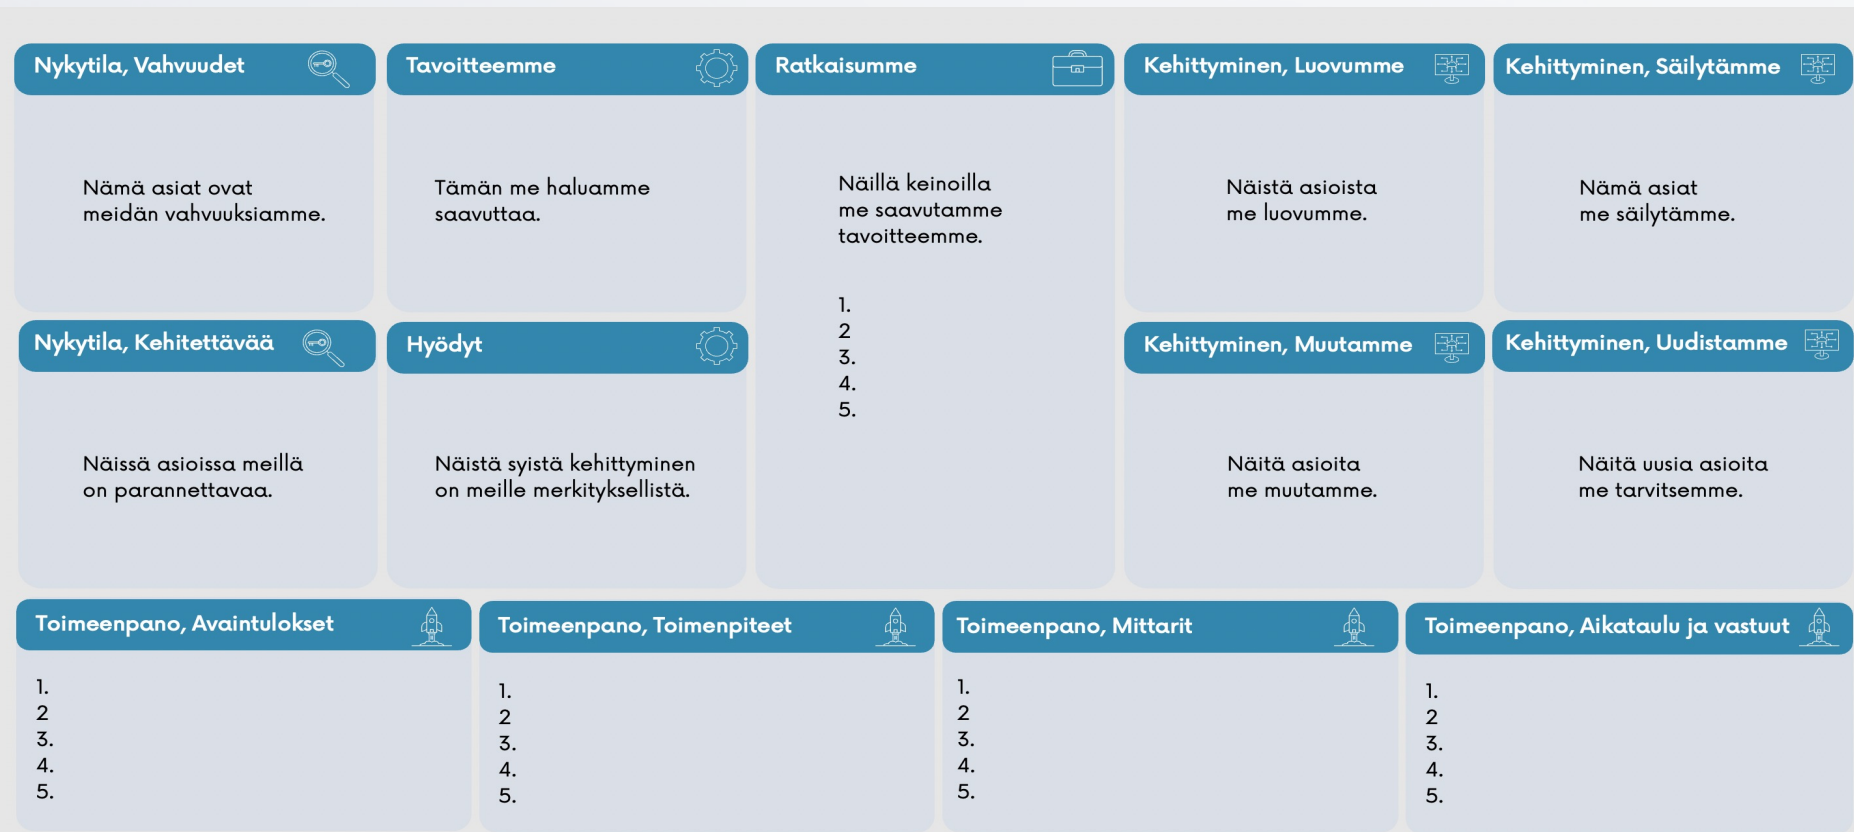 Nykytila, Vahvuudet
Nämä asiat ovat
meidän vahvuuksiamme.
Tavoitteemme
Tämän me haluamme
saavuttaa.
Ratkaisumme
Näillä keinoilla
me saavutamme
tavoitteemme.
1.
2
3.
4.
5.
Kehittyminen, Luovumme
Näistä asioista
me luovumme.
Kehittyminen, Säilytämme
Nämä asiat
me säilytämme.
Nykytila, Kehitettävää
Näissä asioissa meillä
on parannettavaa.
Hyödyt
Näistä syistä kehittyminen
on meille merkityksellistä.
Kehittyminen, Muutamme
Näitä asioita
me muutamme.
Kehittyminen, Uudistamme
Näitä uusia asioita
me tarvitsemme.
Toimeenpano, Avaintulokset
1.
2
3.
4.
5.
Toimeenpano, Toimenpiteet
1.
2
3.
4.
5.
Toimeenpano, Mittarit
1.
2
3.
4.
5.
Toimeenpano, Aikataulu ja vastuut
1.
2
3.
4.
5.